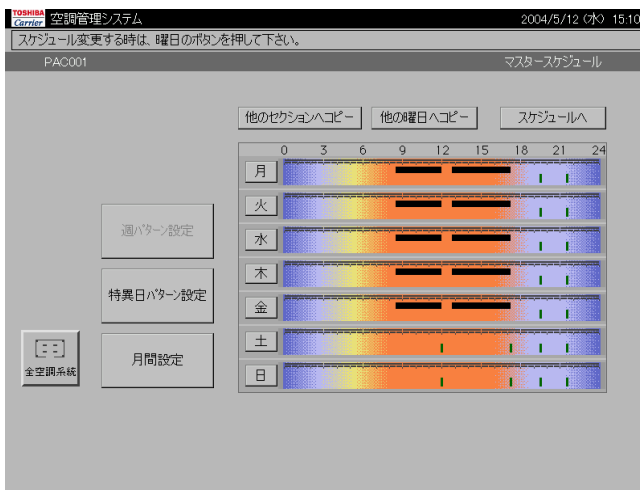 TOSHIBA
Carrier 空調管理システム 2004/5/12 (水) 15:10
スケジュール変更する時は、曜日のボタンを押して下さい。
PAC001 マスタースケジュール
他のセクションへコピー 他の曜日へコピー スケジュールへ
0 3 6 9 12 15 18 21 24
月
火
週パターン設定
水
木
特異日パターン設定
金
土
月間設定
全空調系統
日